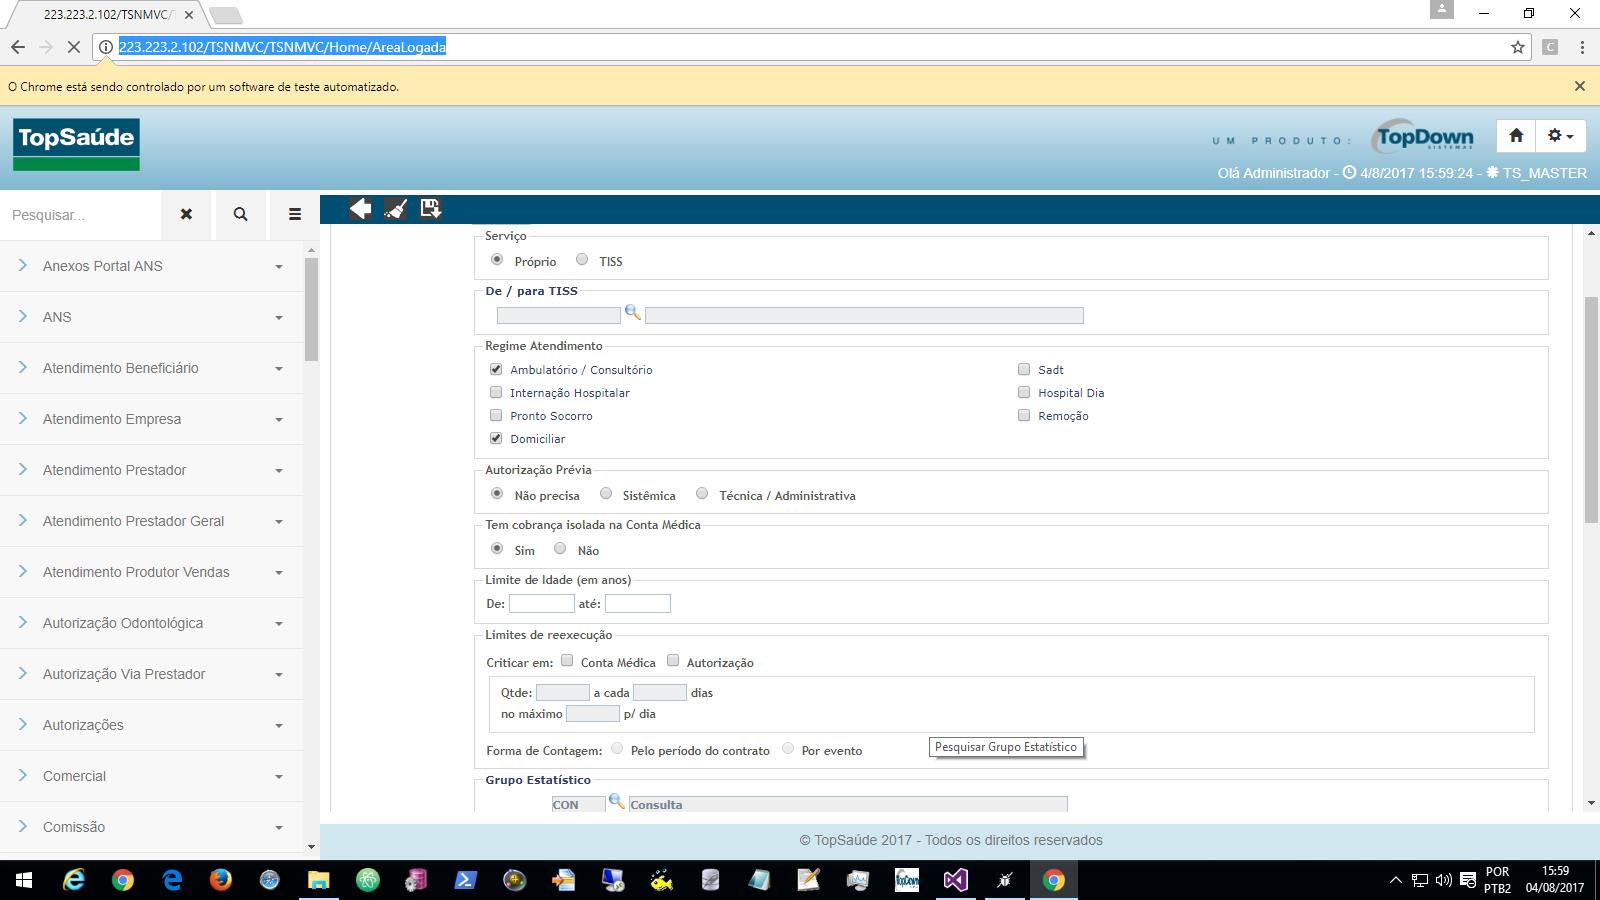 223.223.2.102/TSNMVC/T
223.223.2.102/TSNMVC/TSNMVC/Home/AreaLogada
C
O Chrome está sendo controlado por um software de teste automatizado.
TopSaúde
UM PRODUTO:
TopDown
SISTEMAS
Olá Administrador - 4/8/2017 15:59:24 - TS_MASTER
Pesquisar...
Anexos Portal ANS
ANS
Atendimento Beneficiário
Atendimento Empresa
Atendimento Prestador
Atendimento Prestador Geral
Atendimento Produtor Vendas
Autorização Odontológica
Autorização Via Prestador
Autorizações
Comercial
Comissão
Serviço
Próprio TISS
De / para TISS
Regime Atendimento
Ambulatório / Consultório Sadt
Internação Hospitalar Hospital Dia
Pronto Socorro Remoção
Domiciliar
Autorização Prévia
Não precisa Sistêmica Técnica / Administrativa
Tem cobrança isolada na Conta Médica
Sim Não
Limite de Idade (em anos)
De: até:
Limites de reexecução
Criticar em: Conta Médica Autorização
Qtde: a cada dias
no máximo p/ dia
Forma de Contagem: Pelo período do contrato Por evento
Pesquisar Grupo Estatístico
Grupo Estatístico
CON Consulta
© TopSaúde 2017 - Todos os direitos reservados
TopDown
POR
PTB2
15:59
04/08/2017